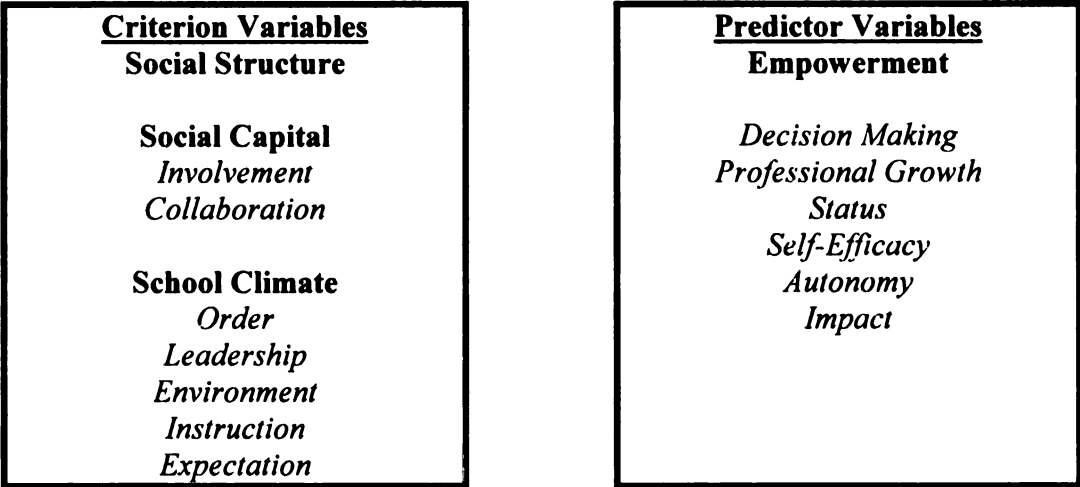 Criterion Variables
Social Structure
Social Capital
Involvement
Collaboration
School Climate
Order
Leadership
Environment
Instruction
Expectation
Predictor Variables
Empowerment
Decision Making
Professional Growth
Status
Self-Efficacy
Autonomy
Impact